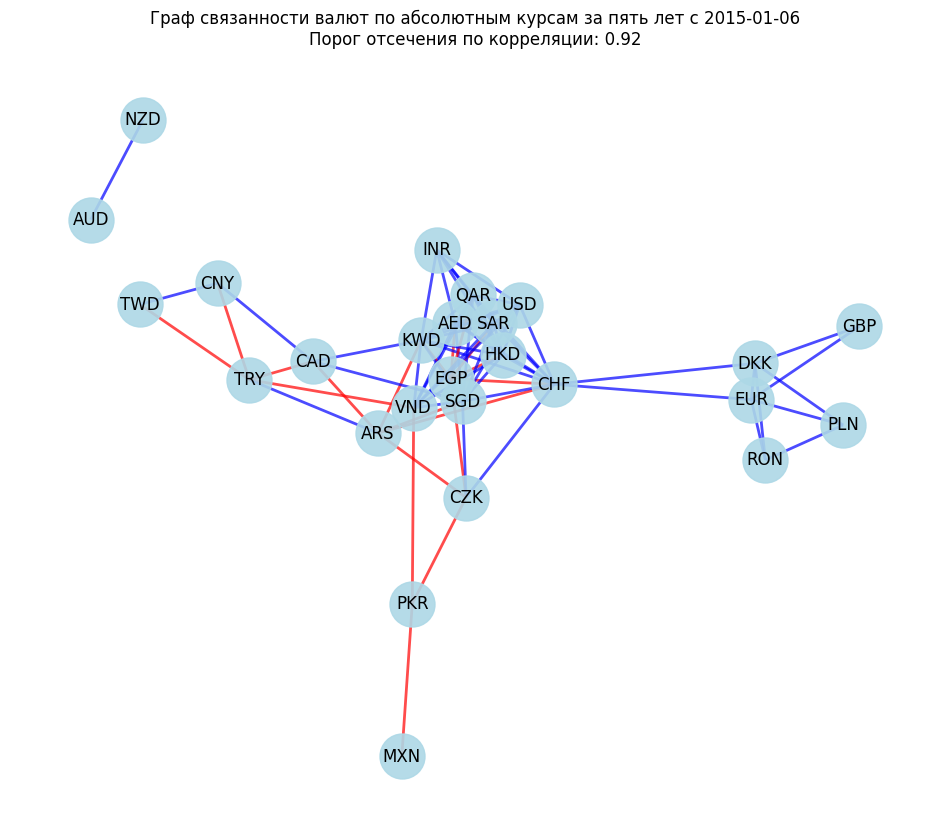 Граф связанности валют по абсолютным курсам за пять лет с 2015-01-06
Порог отсечения по корреляции: 0.92
NZD
AUD
INR
CNY
QAR
TWD
USD
AED
SAR
GBP
KWD
HKD
CAD
DKK
TRY
EGP
CHF
EUR
SGD
VND
PLN
ARS
RON
CZK
PKR
MXN